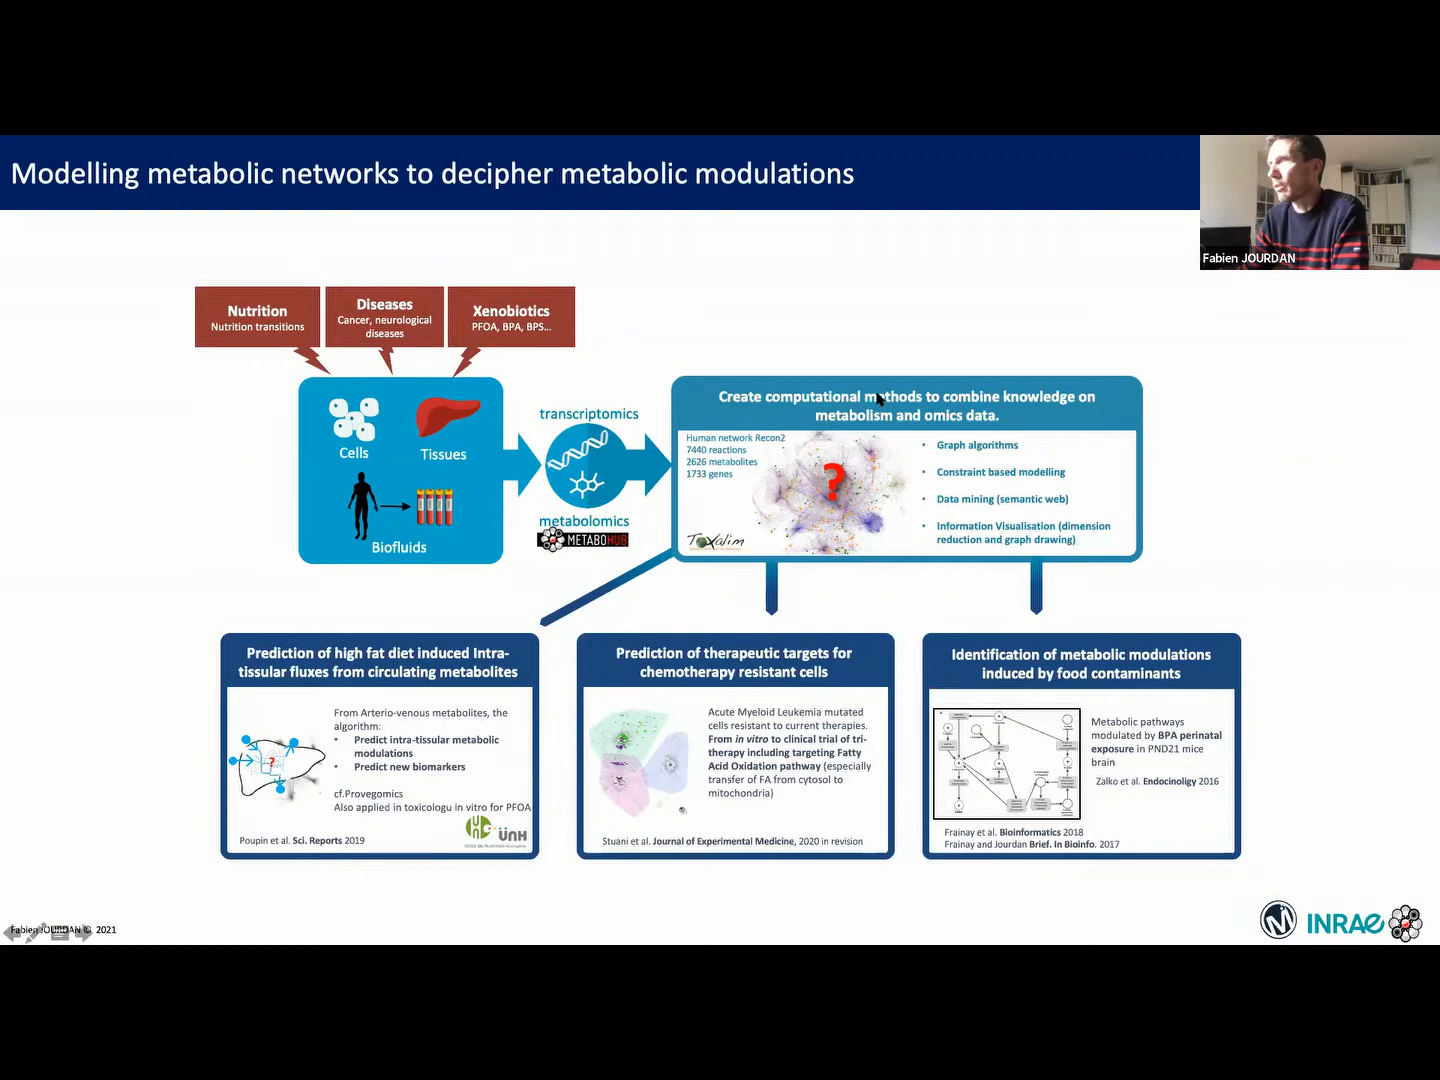 Modelling metabolic networks to decipher metabolic modulations
Fabien JOURDAN
Nutrition
Nutrition transitions
Diseases
Cancer, neurological
diseases
Xenobiotics
PFOA, BPA, BPS...
Cells
Tissues
Biofluids
transcriptomics
metabolomics
METABOHUB
Create computational methods to combine knowledge on
metabolism and omics data.
Human network Recon2
7440 reactions
2626 metabolites
1733 genes
?
Toxalim
• Graph algorithms
• Constraint based modelling
• Data mining (semantic web)
• Information Visualisation (dimension
reduction and graph drawing)
Prediction of high fat diet induced Intra-
tissular fluxes from circulating metabolites
From Arterio-venous metabolites, the
algorithm:
• Predict intra-tissular metabolic
modulations
• Predict new biomarkers
cf.Provegomics
Also applied in toxicologu in vitro for PFOA
?
UNH
Poupin et al. Sci. Reports 2019
Prediction of therapeutic targets for
chemotherapy resistant cells
Acute Myeloid Leukemia mutated
cells resistant to current therapies.
From in vitro to clinical trial of tri-
therapy including targeting Fatty
Acid Oxidation pathway (especially
transfer of FA from cytosol to
mitochondria)
Stuani et al. Journal of Experimental Medicine, 2020 in revision
Identification of metabolic modulations
induced by food contaminants
Metabolic pathways
modulated by BPA perinatal
exposure in PND21 mice
brain
Zalko et al. Endocinoligy 2016
Frainay et al. Bioinformatics 2018
Frainay and Jourdan Brief. In Bioinfo. 2017
Fabien JOURDAN © 2021
INRAE